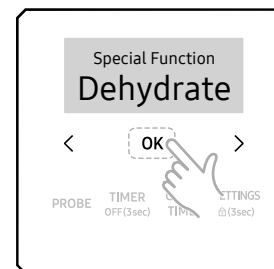 Special Function
Dehydrate
< OK >
PROBE TIMER TIME
OFF(3sec) (3sec)